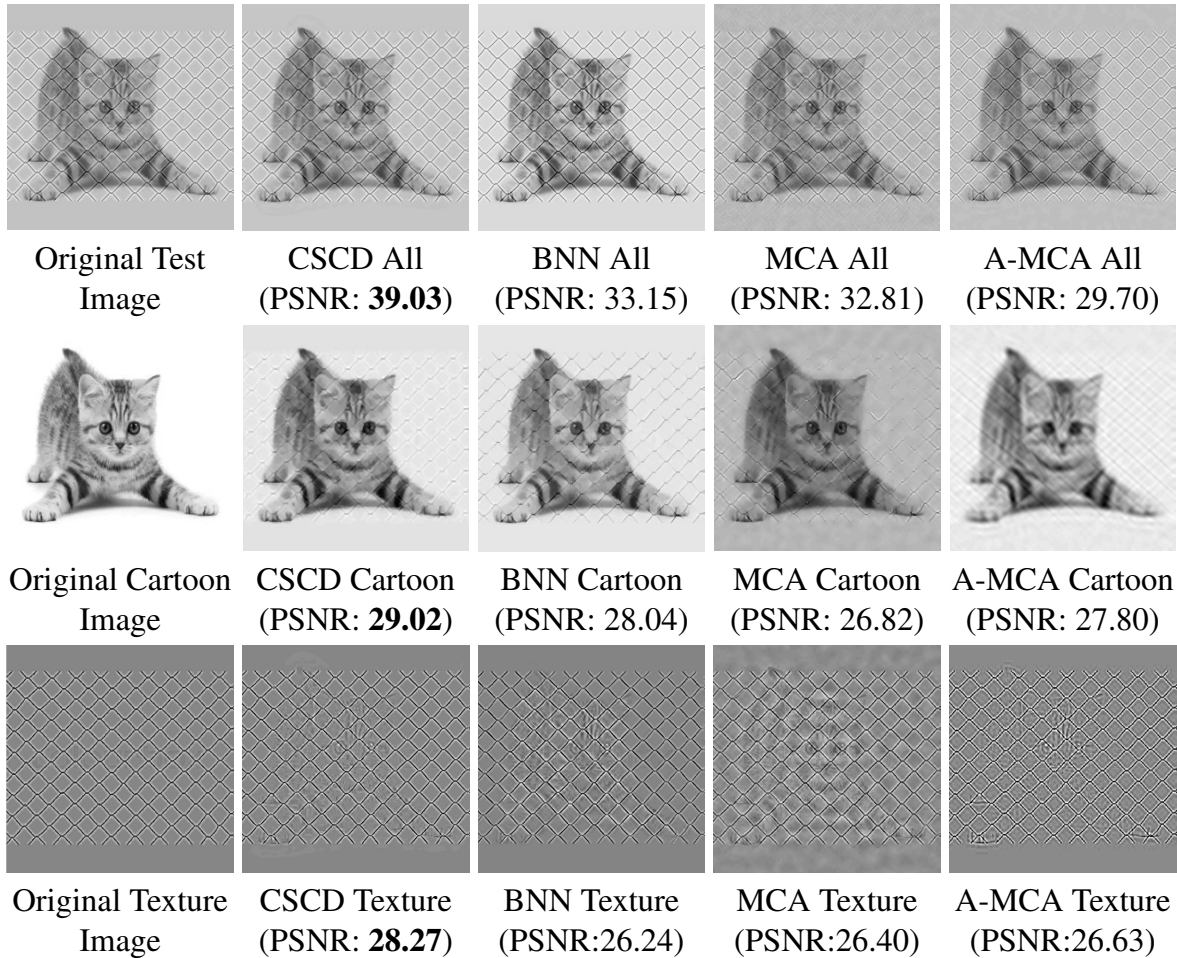 Original Test CSCD All BNN All MCA All A-MCA All
Image (PSNR: 39.03) (PSNR: 33.15) (PSNR: 32.81) (PSNR: 29.70)
Original Cartoon CSCD Cartoon BNN Cartoon MCA Cartoon A-MCA Cartoon
Image (PSNR: 29.02) (PSNR: 28.04) (PSNR: 26.82) (PSNR: 27.80)
Original Texture CSCD Texture BNN Texture MCA Texture A-MCA Texture
Image (PSNR: 28.27) (PSNR:26.24) (PSNR:26.40) (PSNR:26.63)